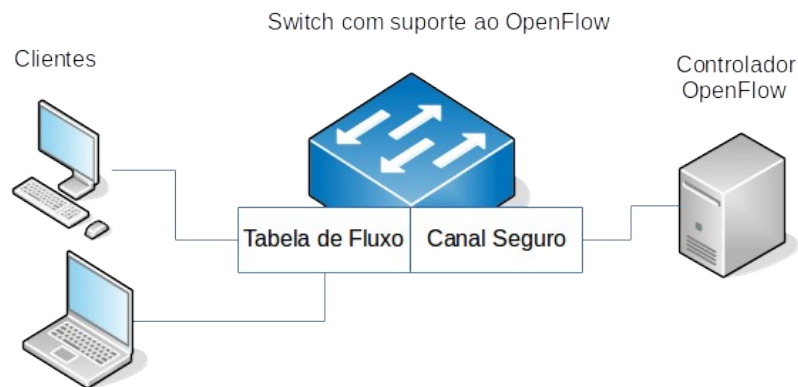 Switch com suporte ao OpenFlow
Clientes
Controlador
OpenFlow
Tabela de Fluxo
Canal Seguro